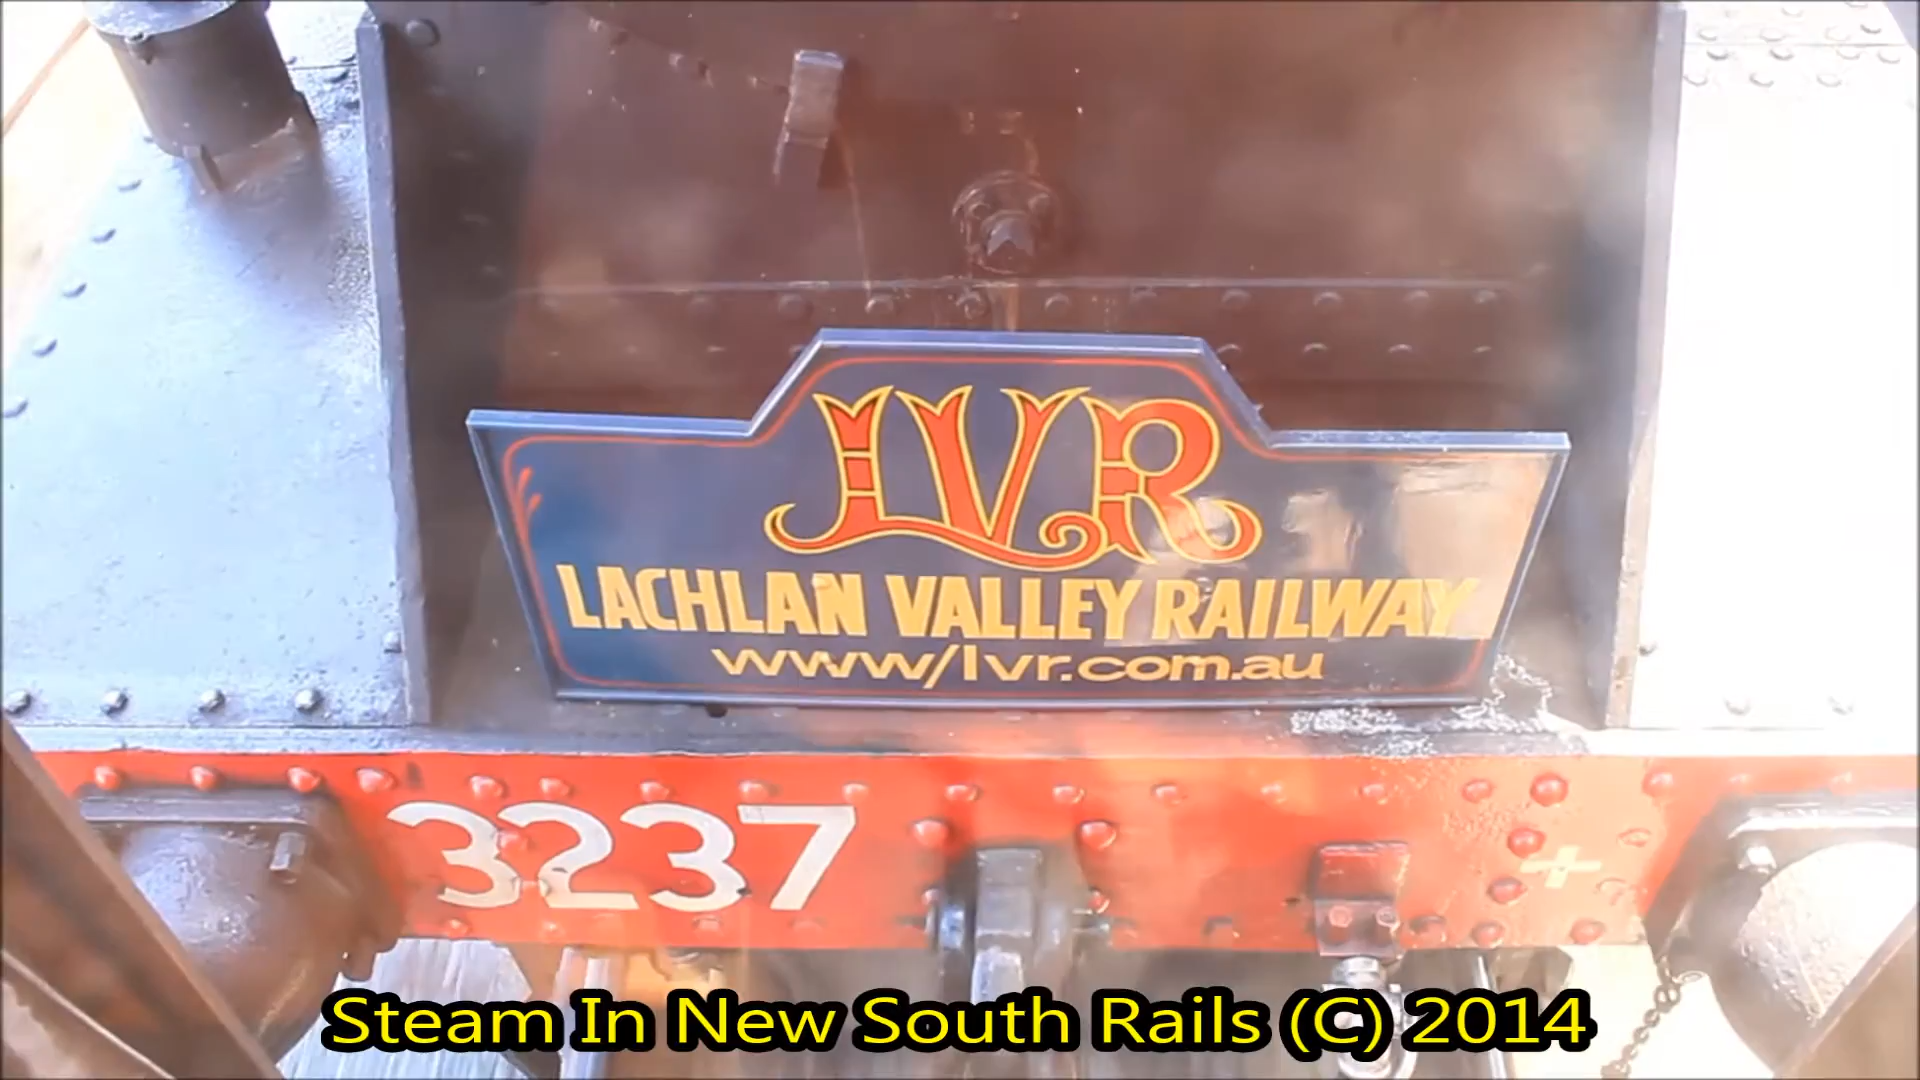 LVR
LACHLAN VALLEY RAILWAY
www/lvr.com.au
3237
+
Steam In New South Rails (C) 2014